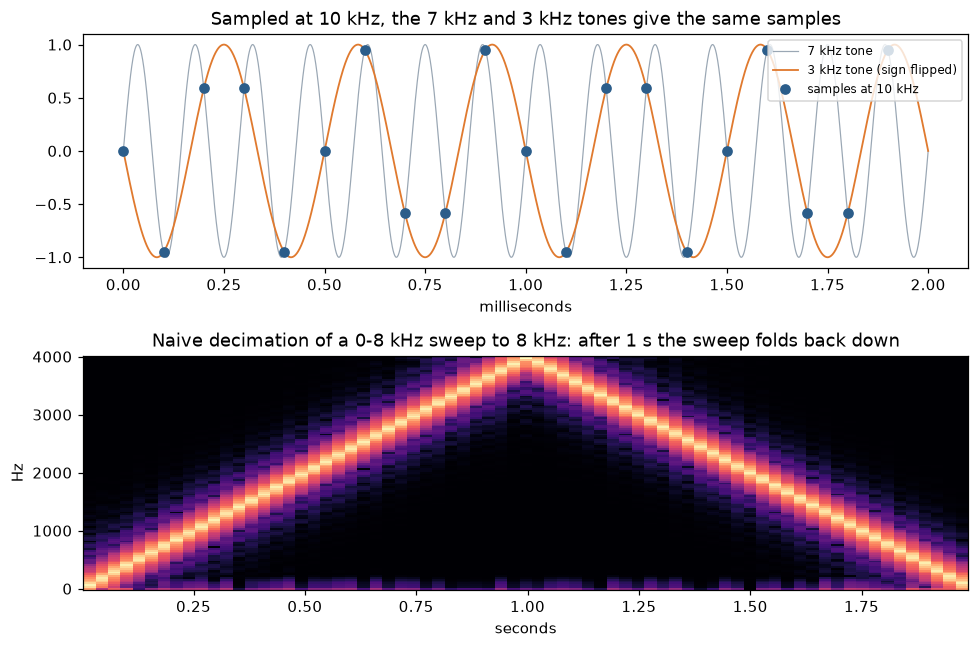 Sampled at 10 kHz, the 7 kHz and 3 kHz tones give the same samples
1.0
0.5
0.0
−0.5
−1.0
7 kHz tone
3 kHz tone (sign flipped)
samples at 10 kHz
0.00 0.25 0.50 0.75 1.00 1.25 1.50 1.75 2.00
milliseconds
Naive decimation of a 0-8 kHz sweep to 8 kHz: after 1 s the sweep folds back down
4000
3000
2000
1000
0
Hz
0.25 0.50 0.75 1.00 1.25 1.50 1.75
seconds